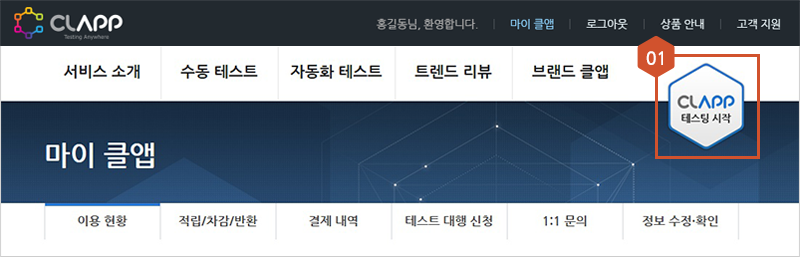 CLAPP
Testing Anywhere
홍길동님, 환영합니다. | 마이 클앱 | 로그아웃 | 상품 안내 | 고객 지원
서비스 소개 수동 테스트 자동화 테스트 트렌드 리뷰 브랜드 클앱
01
CLAPP
테스팅 시작
마이 클앱
이용 현황 적립/차감/반환 결제 내역 테스트 대행 신청 1:1 문의 정보 수정·확인